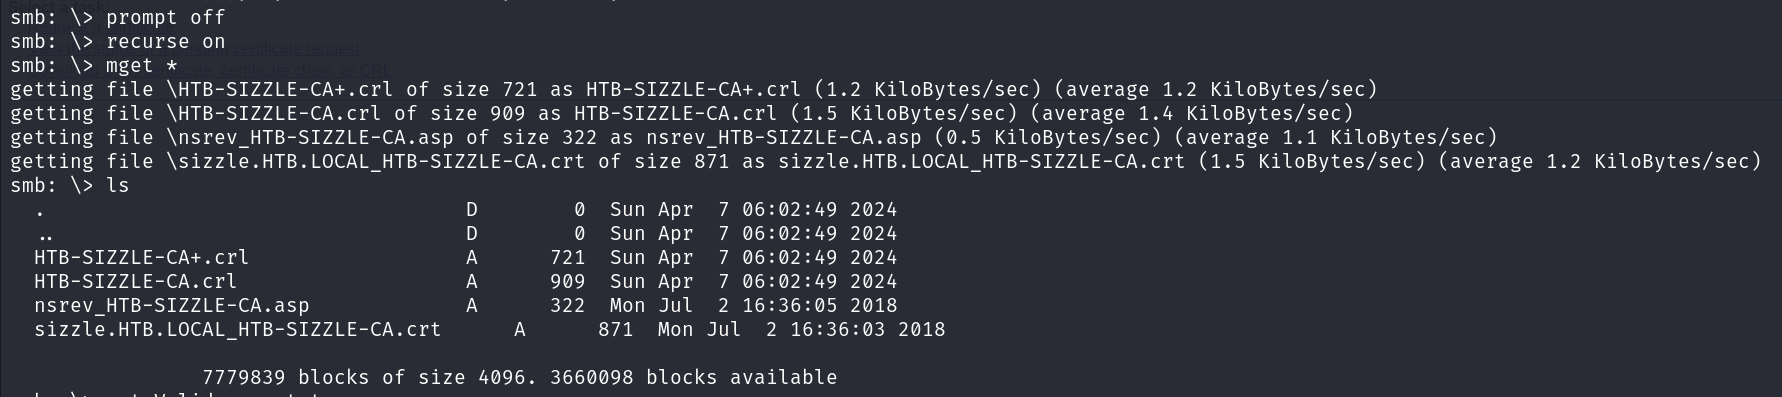 smb: \> prompt off
smb: \> recurse on
smb: \> mget *
getting file \HTB-SIZZLE-CA+.crl of size 721 as HTB-SIZZLE-CA+.crl (1.2 KiloBytes/sec) (average 1.2 KiloBytes/sec)
getting file \HTB-SIZZLE-CA.crl of size 909 as HTB-SIZZLE-CA.crl (1.5 KiloBytes/sec) (average 1.4 KiloBytes/sec)
getting file \nsrev_HTB-SIZZLE-CA.asp of size 322 as nsrev_HTB-SIZZLE-CA.asp (0.5 KiloBytes/sec) (average 1.1 KiloBytes/sec)
getting file \sizzle.HTB.LOCAL_HTB-SIZZLE-CA.crt of size 871 as sizzle.HTB.LOCAL_HTB-SIZZLE-CA.crt (1.5 KiloBytes/sec) (average 1.2 KiloBytes/sec)
smb: \> ls
  .                                   D        0  Sun Apr  7 06:02:49 2024
  ..                                  D        0  Sun Apr  7 06:02:49 2024
  HTB-SIZZLE-CA+.crl                  A      721  Sun Apr  7 06:02:49 2024
  HTB-SIZZLE-CA.crl                   A      909  Sun Apr  7 06:02:49 2024
  nsrev_HTB-SIZZLE-CA.asp             A      322  Mon Jul  2 16:36:05 2018
  sizzle.HTB.LOCAL_HTB-SIZZLE-CA.crt      A      871  Mon Jul  2 16:36:03 2018
                7779839 blocks of size 4096. 3660098 blocks available